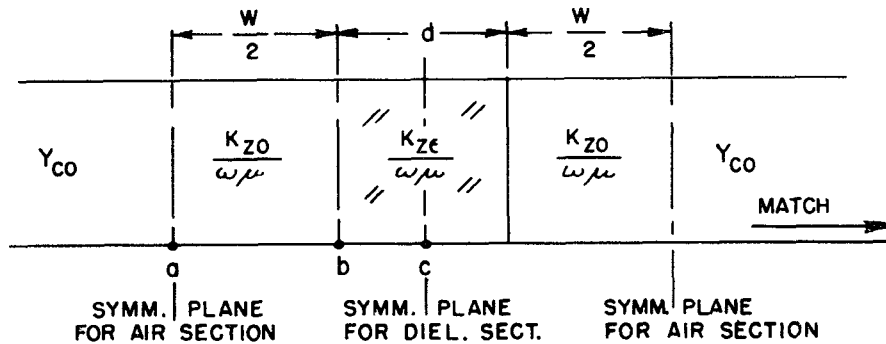 W/2 d W/2
Y_CO K_ZO/ωμ K_Zϵ/ωμ K_ZO/ωμ Y_CO
MATCH
a b c
SYMM. PLANE FOR AIR SECTION
SYMM. PLANE FOR DIEL. SECT.
SYMM. PLANE FOR AIR SECTION